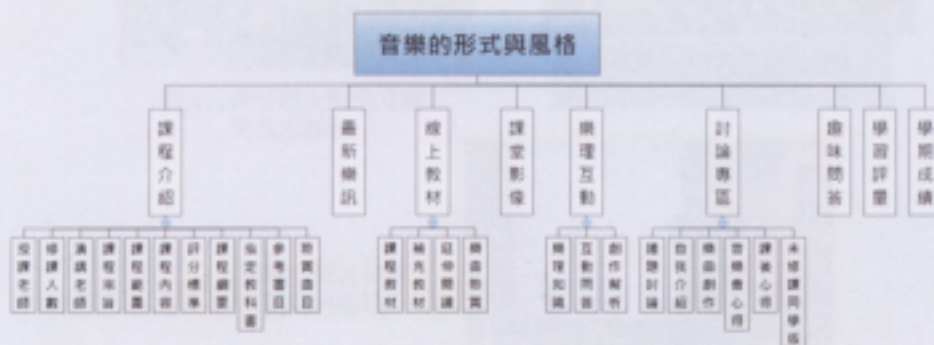 音樂的形式與風格
課程介紹
最新樂訊
線上教材
課堂影像
樂理互動
討論專區
趣味問答
學習評量
學期成績
授課老師
修課人數
演講老師
課程宗旨
課程範圍
課程內容
評分標準
課程綱要
指定教科書
參考書目
聆賞曲目
課程教材
補充教材
延伸閱讀
樂曲聆賞
樂理知識
互動問答
創作解析
議題討論
自我介紹
樂曲創作
音樂會心得
課後心得
未修課同學版